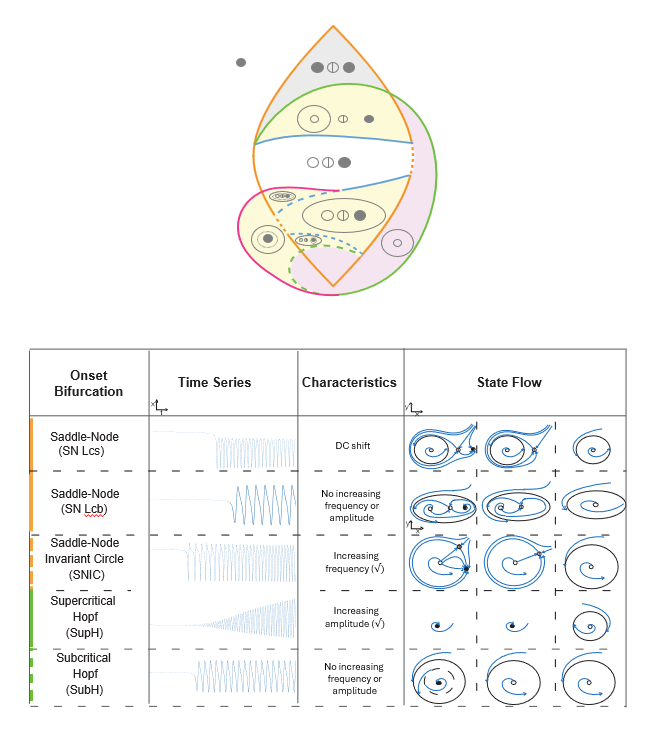 Onset
Bifurcation
Time Series
Characteristics
State Flow
x
t
y
x
Saddle-Node
(SN Lcs)
DC shift
Saddle-Node
(SN Lcb)
No increasing
frequency or
amplitude
y
x
Saddle-Node
Invariant Circle
(SNIC)
Increasing
frequency (√)
Supercritical
Hopf
(SupH)
Increasing
amplitude (√)
Subcritical
Hopf
(SubH)
No increasing
frequency or
amplitude